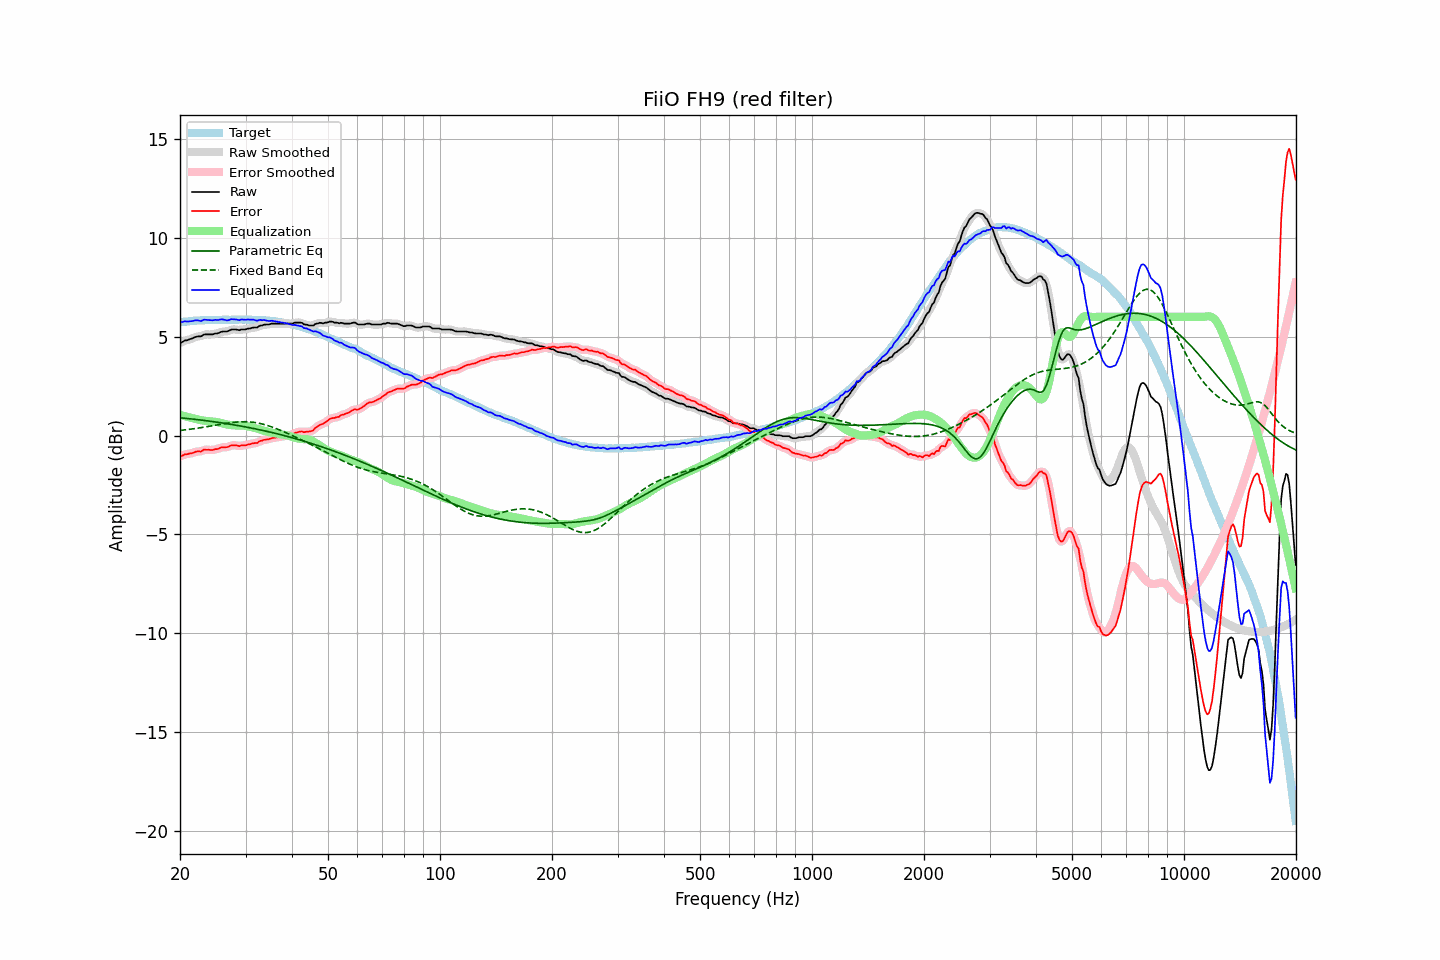 FiiO FH9 (red filter)
Target
Raw Smoothed
Error Smoothed
Raw
Error
Equalization
Parametric Eq
Fixed Band Eq
Equalized
Amplitude (dBr)
15
10
5
0
−5
−10
−15
−20
20
50
100
200
500
1000
2000
5000
10000
20000
Frequency (Hz)